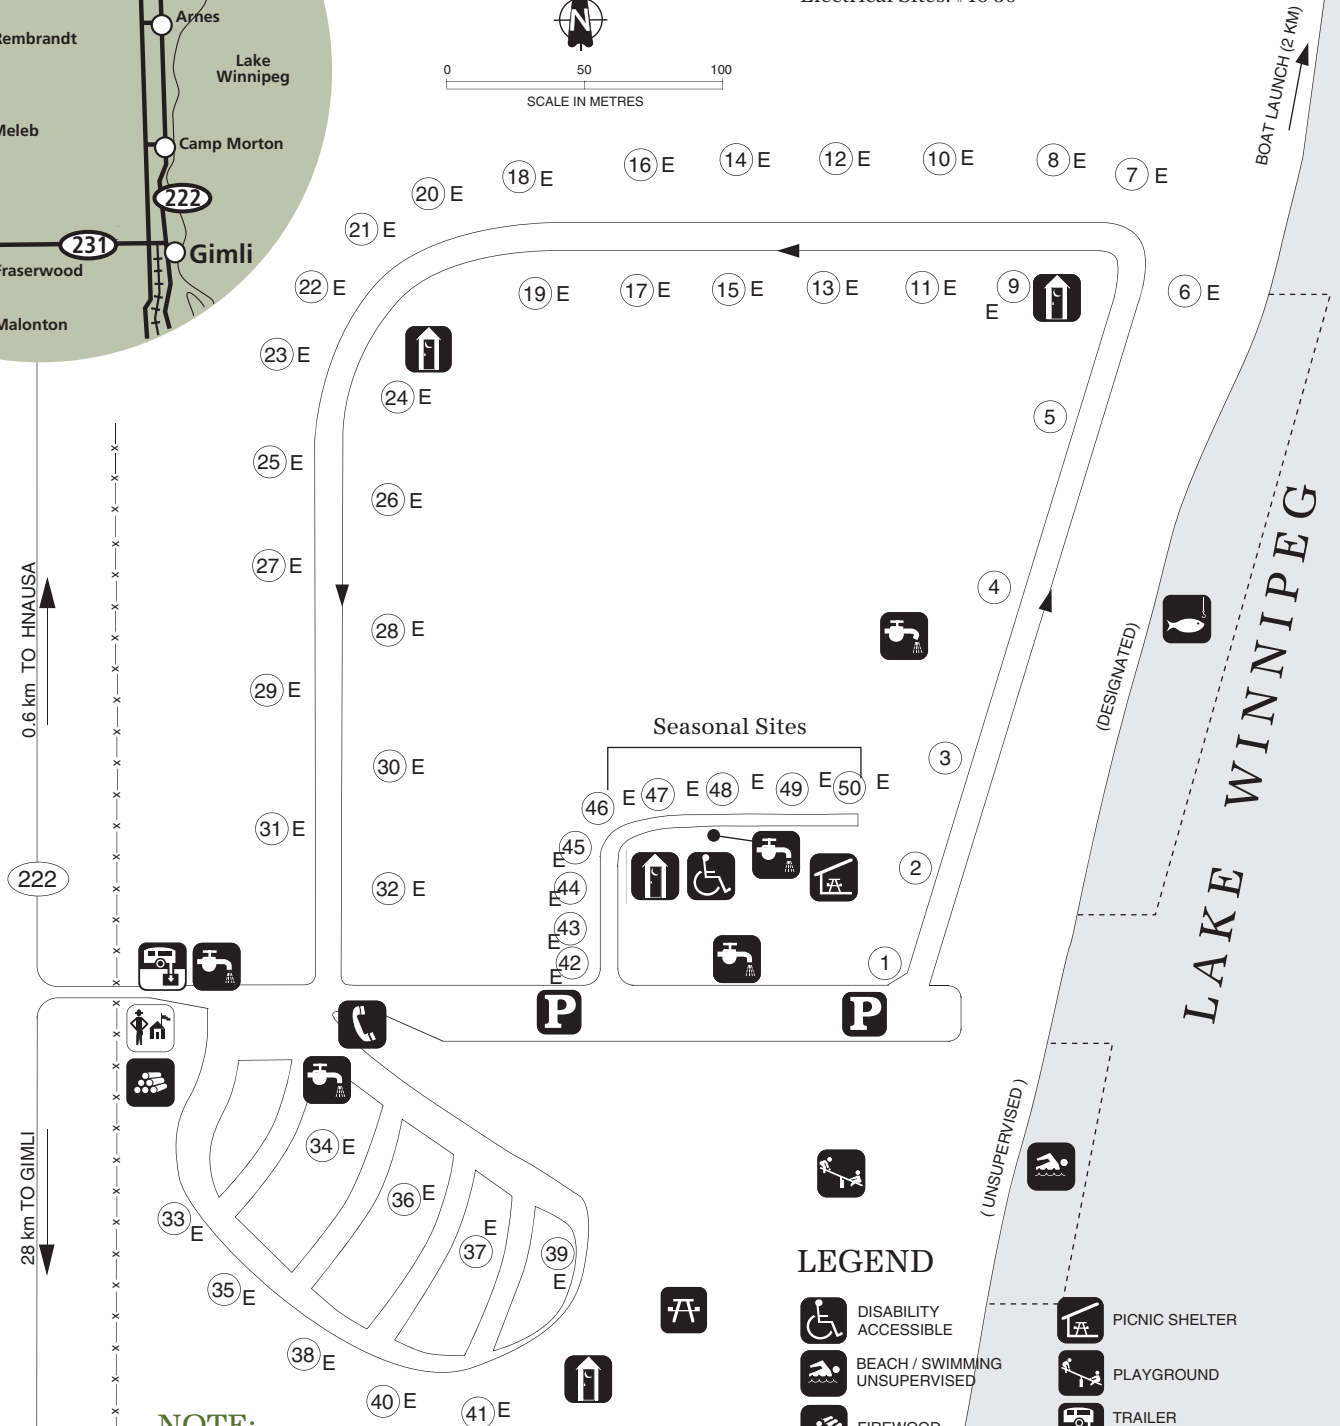 Arnes
Rembrandt
Lake
Winnipeg
Meleb
Camp Morton
222
231
Gimli
Fraserwood
Malonton
N
0 50 100
SCALE IN METRES
BOAT LAUNCH (2 KM)
16 E 14 E 12 E 10 E 8 E 7 E
18 E
20 E
21 E
22 E 19 E 17 E 15 E 13 E 11 E 9 E 6 E
23 E
24 E
5
25 E
26 E
27 E
4
28 E
29 E
0.6 km TO HNAUSA
(DESIGNATED)
LAKE WINNIPEG
Seasonal Sites
3
30 E
46 E 47 E 48 E 49 E 50 E
31 E
45 E
2
222
32 E
44 E
43 E
42 E
1
P P
28 km TO GIMLI
( UNSUPERVISED )
34 E
36 E
33 E
37 E
39 E
35 E
38 E
40 E
41 E
LEGEND
DISABILITY
ACCESSIBLE
PICNIC SHELTER
BEACH / SWIMMING
UNSUPERVISED
PLAYGROUND
TRAILER
NOTE: